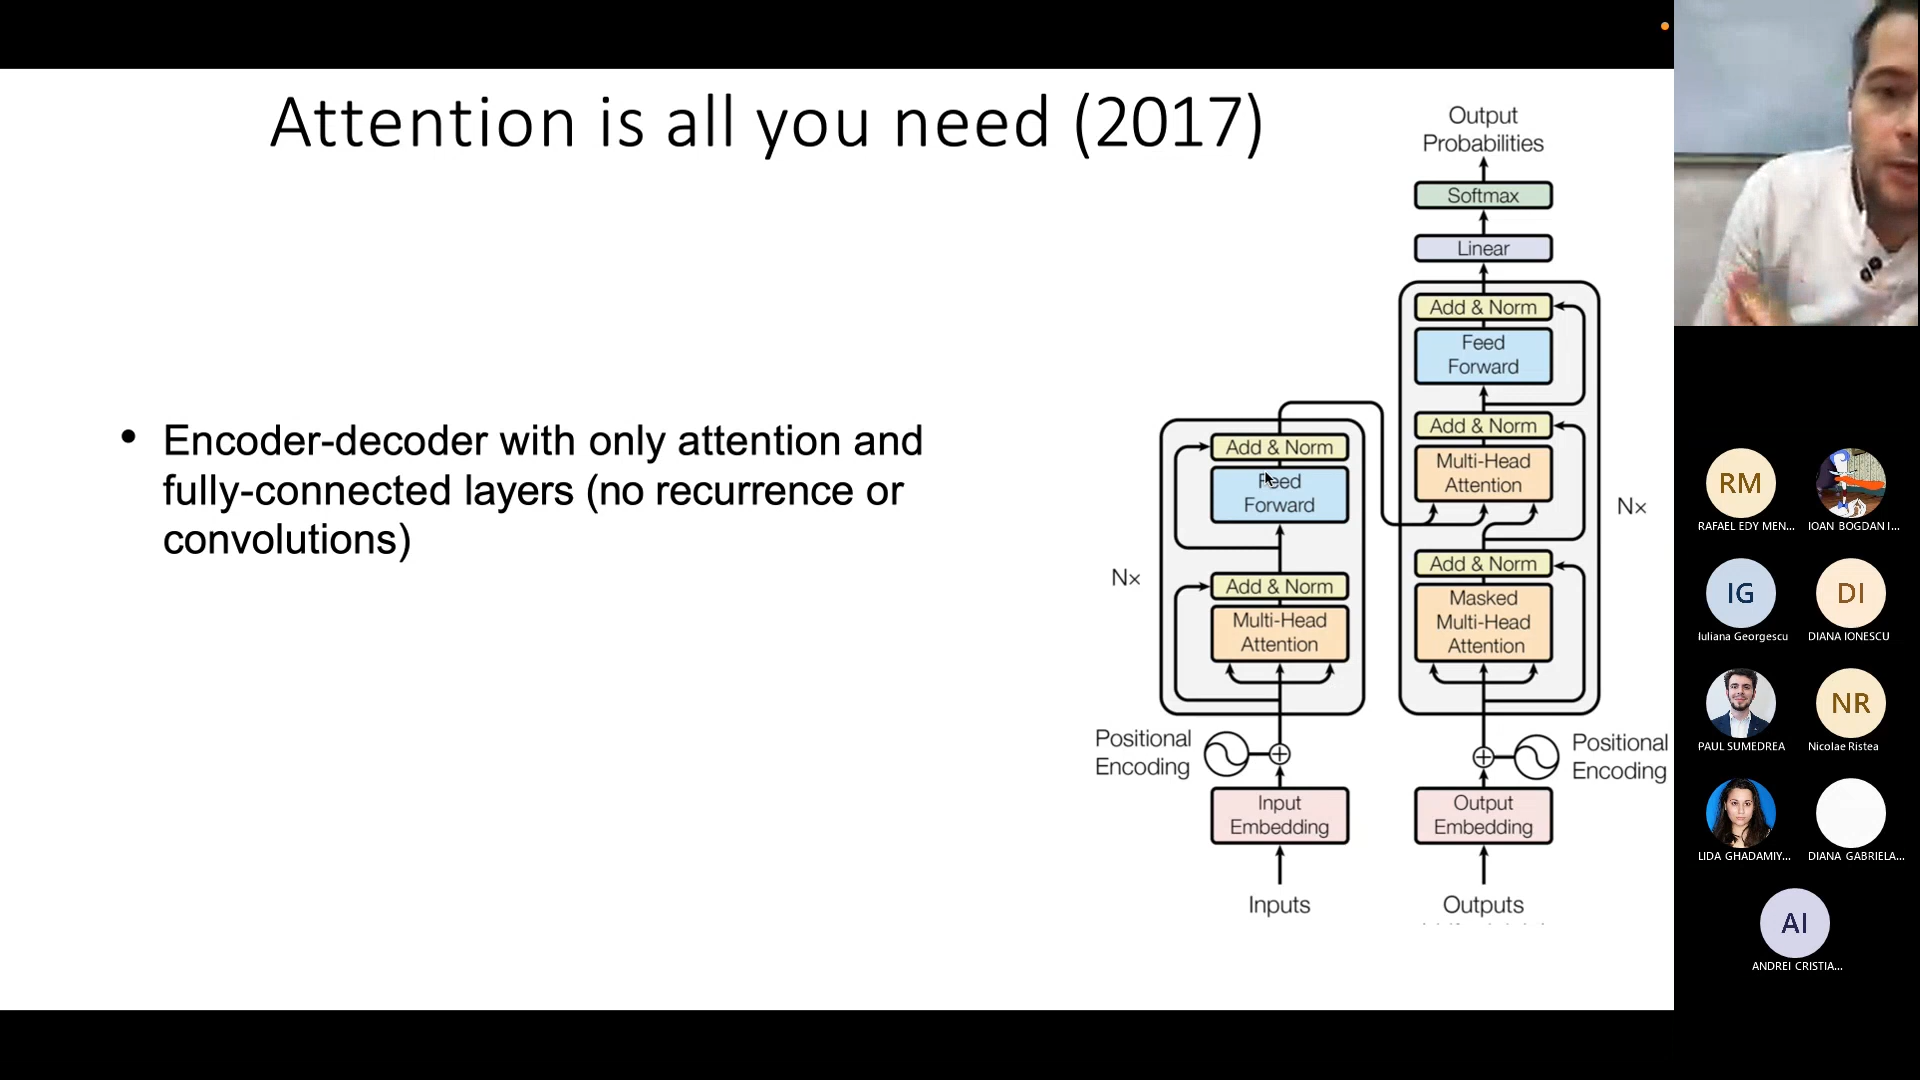 Attention is all you need (2017)
• Encoder-decoder with only attention and
fully-connected layers (no recurrence or
convolutions)
Output
Probabilities
Softmax
Linear
Add & Norm
Feed
Forward
Add & Norm
Multi-Head
Attention
Nx
Add & Norm
Masked
Multi-Head
Attention
Add & Norm
Feed
Forward
Nx
Add & Norm
Multi-Head
Attention
Positional
Encoding
Positional
Encoding
Input
Embedding
Output
Embedding
Inputs
Outputs
RM
RAFAEL EDY MEN...
IOAN BOGDAN I...
IG
Iuliana Georgescu
DI
DIANA IONESCU
PAUL SUMEDREA
NR
Nicolae Ristea
LIDA GHADAMIY...
DIANA GABRIELA...
AI
ANDREI CRISTIA...